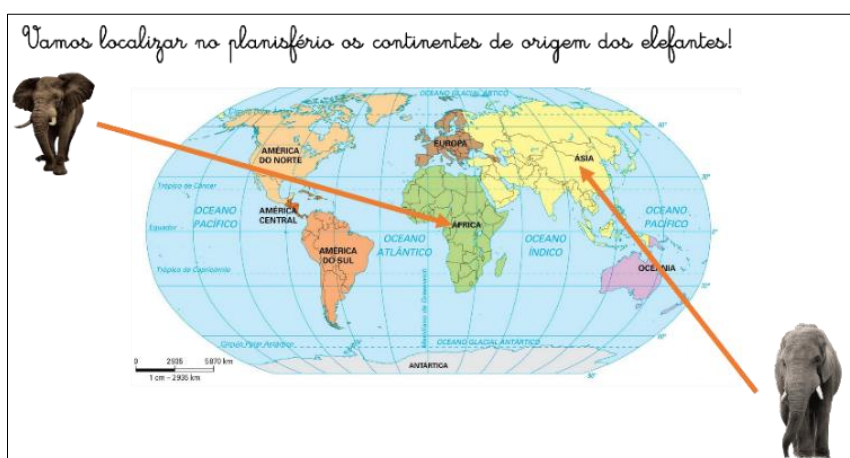 Vamos localizar no planisfério os continentes de origem dos elefantes!
OCEANO GLACIAL ÁRTICO
EUROPA
AMÉRICA
DO NORTE
ÁSIA
Trópico de Câncer
OCEANO
PACÍFICO
AMÉRICA
CENTRAL
ÁFRICA
OCEANO
PACÍFICO
Equador
0°
OCEANO
ATLÂNTICO
OCEANO
ÍNDICO
AMÉRICA
DO SUL
OCEANIA
Trópico de Capricórnio
Meridiano de Greenwich
Círculo Polar Antártico
OCEANO GLACIAL ANTÁRTICO
ANTÁRTICA
0 2935 5870 km
1 cm – 2935 km